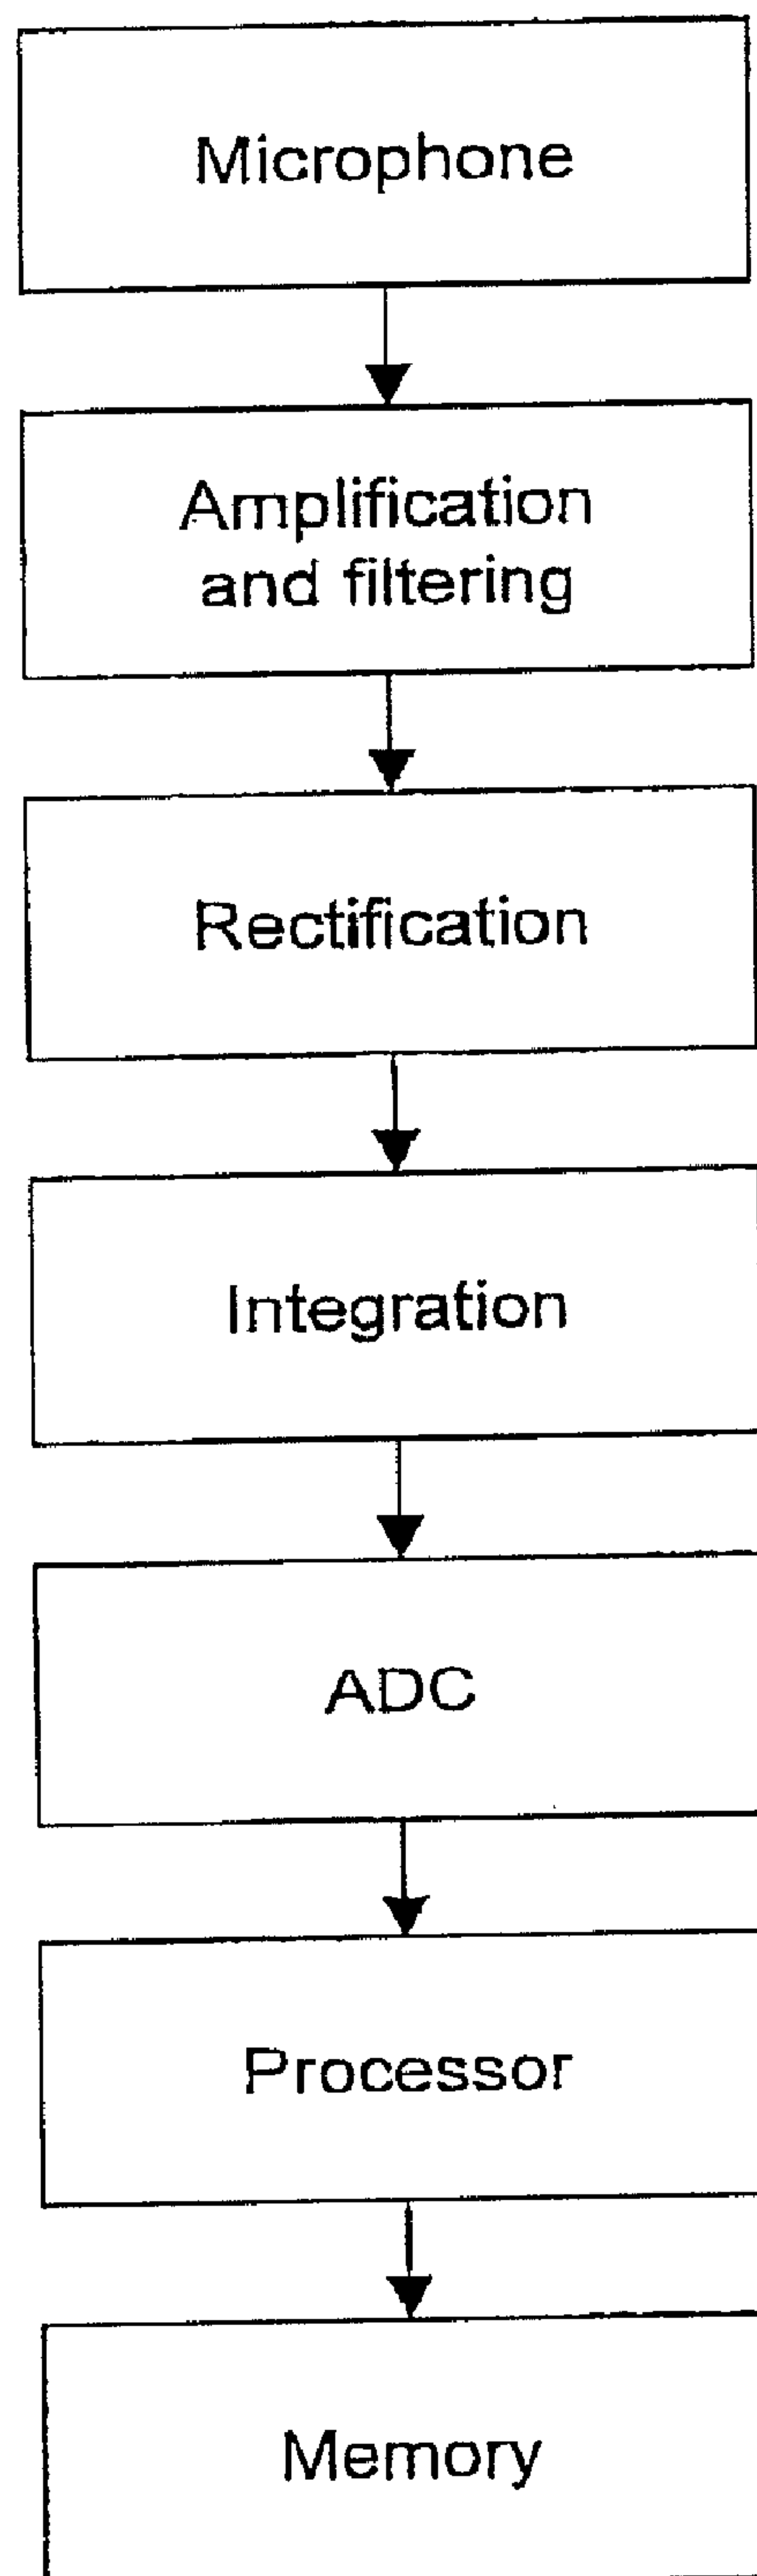 Microphone
Amplification
and filtering
Rectification
Integration
ADC
Processor
Memory